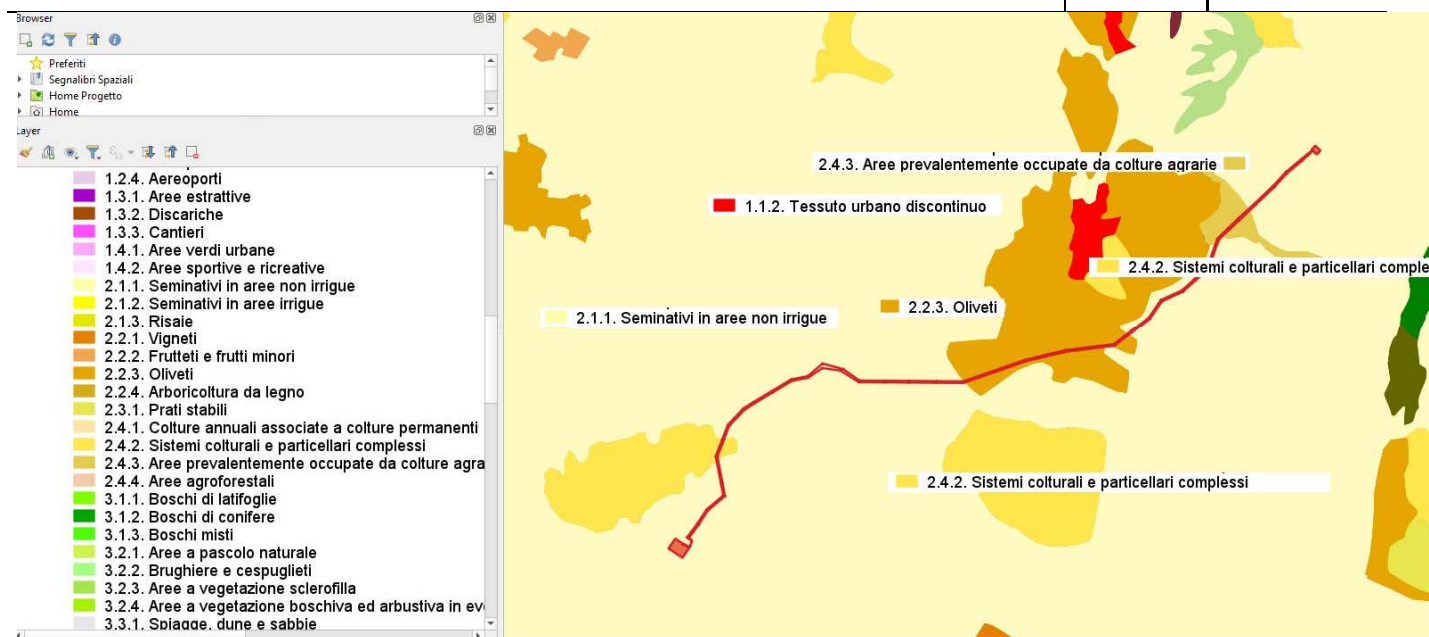 Browser
Preferiti
Segnalibri Spaziali
Home Progetto
Home
Layer
1.2.4. Aereoporti
1.3.1. Aree estrattive
1.3.2. Discariche
1.3.3. Cantieri
1.4.1. Aree verdi urbane
1.4.2. Aree sportive e ricreative
2.1.1. Seminativi in aree non irrigue
2.1.2. Seminativi in aree irrigue
2.1.3. Risaie
2.2.1. Vigneti
2.2.2. Frutteti e frutti minori
2.2.3. Oliveti
2.2.4. Arboricoltura da legno
2.3.1. Prati stabili
2.4.1. Colture annuali associate a colture permanenti
2.4.2. Sistemi colturali e particellari complessi
2.4.3. Aree prevalentemente occupate da colture agra
2.4.4. Aree agroforestali
3.1.1. Boschi di latifoglie
3.1.2. Boschi di conifere
3.1.3. Boschi misti
3.2.1. Aree a pascolo naturale
3.2.2. Brughiere e cespuglieti
3.2.3. Aree a vegetazione sclerofilla
3.2.4. Aree a vegetazione boschiva ed arbustiva in ev
3.3.1. Spiagge, dune e sabbie
2.4.3. Aree prevalentemente occupate da colture agrarie
1.1.2. Tessuto urbano discontinuo
2.4.2. Sistemi colturali e particellari comple
2.2.3. Oliveti
2.1.1. Seminativi in aree non irrigue
2.4.2. Sistemi colturali e particellari complessi